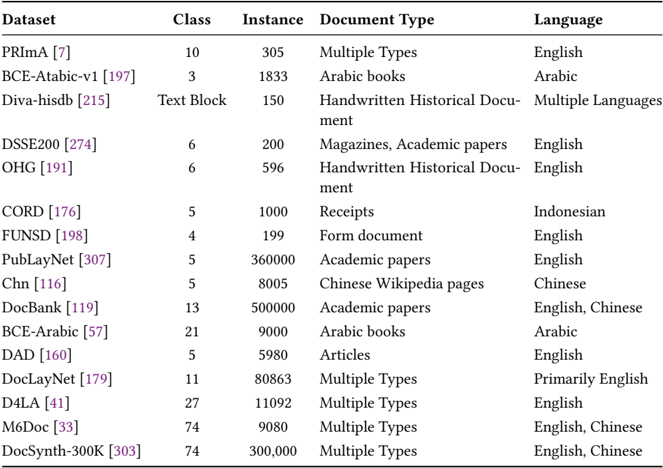 Dataset Class Instance Document Type Language
PRImA [7] 10 305 Multiple Types English
BCE-Atabic-v1 [197] 3 1833 Arabic books Arabic
Diva-hisdb [215] Text Block 150 Handwritten Historical Docu- Multiple Languages
ment
DSSE200 [274] 6 200 Magazines, Academic papers English
OHG [191] 6 596 Handwritten Historical Docu- English
ment
CORD [176] 5 1000 Receipts Indonesian
FUNSD [198] 4 199 Form document English
PubLayNet [307] 5 360000 Academic papers English
Chn [116] 5 8005 Chinese Wikipedia pages Chinese
DocBank [119] 13 500000 Academic papers English, Chinese
BCE-Arabic [57] 21 9000 Arabic books Arabic
DAD [160] 5 5980 Articles English
DocLayNet [179] 11 80863 Multiple Types Primarily English
D4LA [41] 27 11092 Multiple Types English
M6Doc [33] 74 9080 Multiple Types English, Chinese
DocSynth-300K [303] 74 300,000 Multiple Types English, Chinese